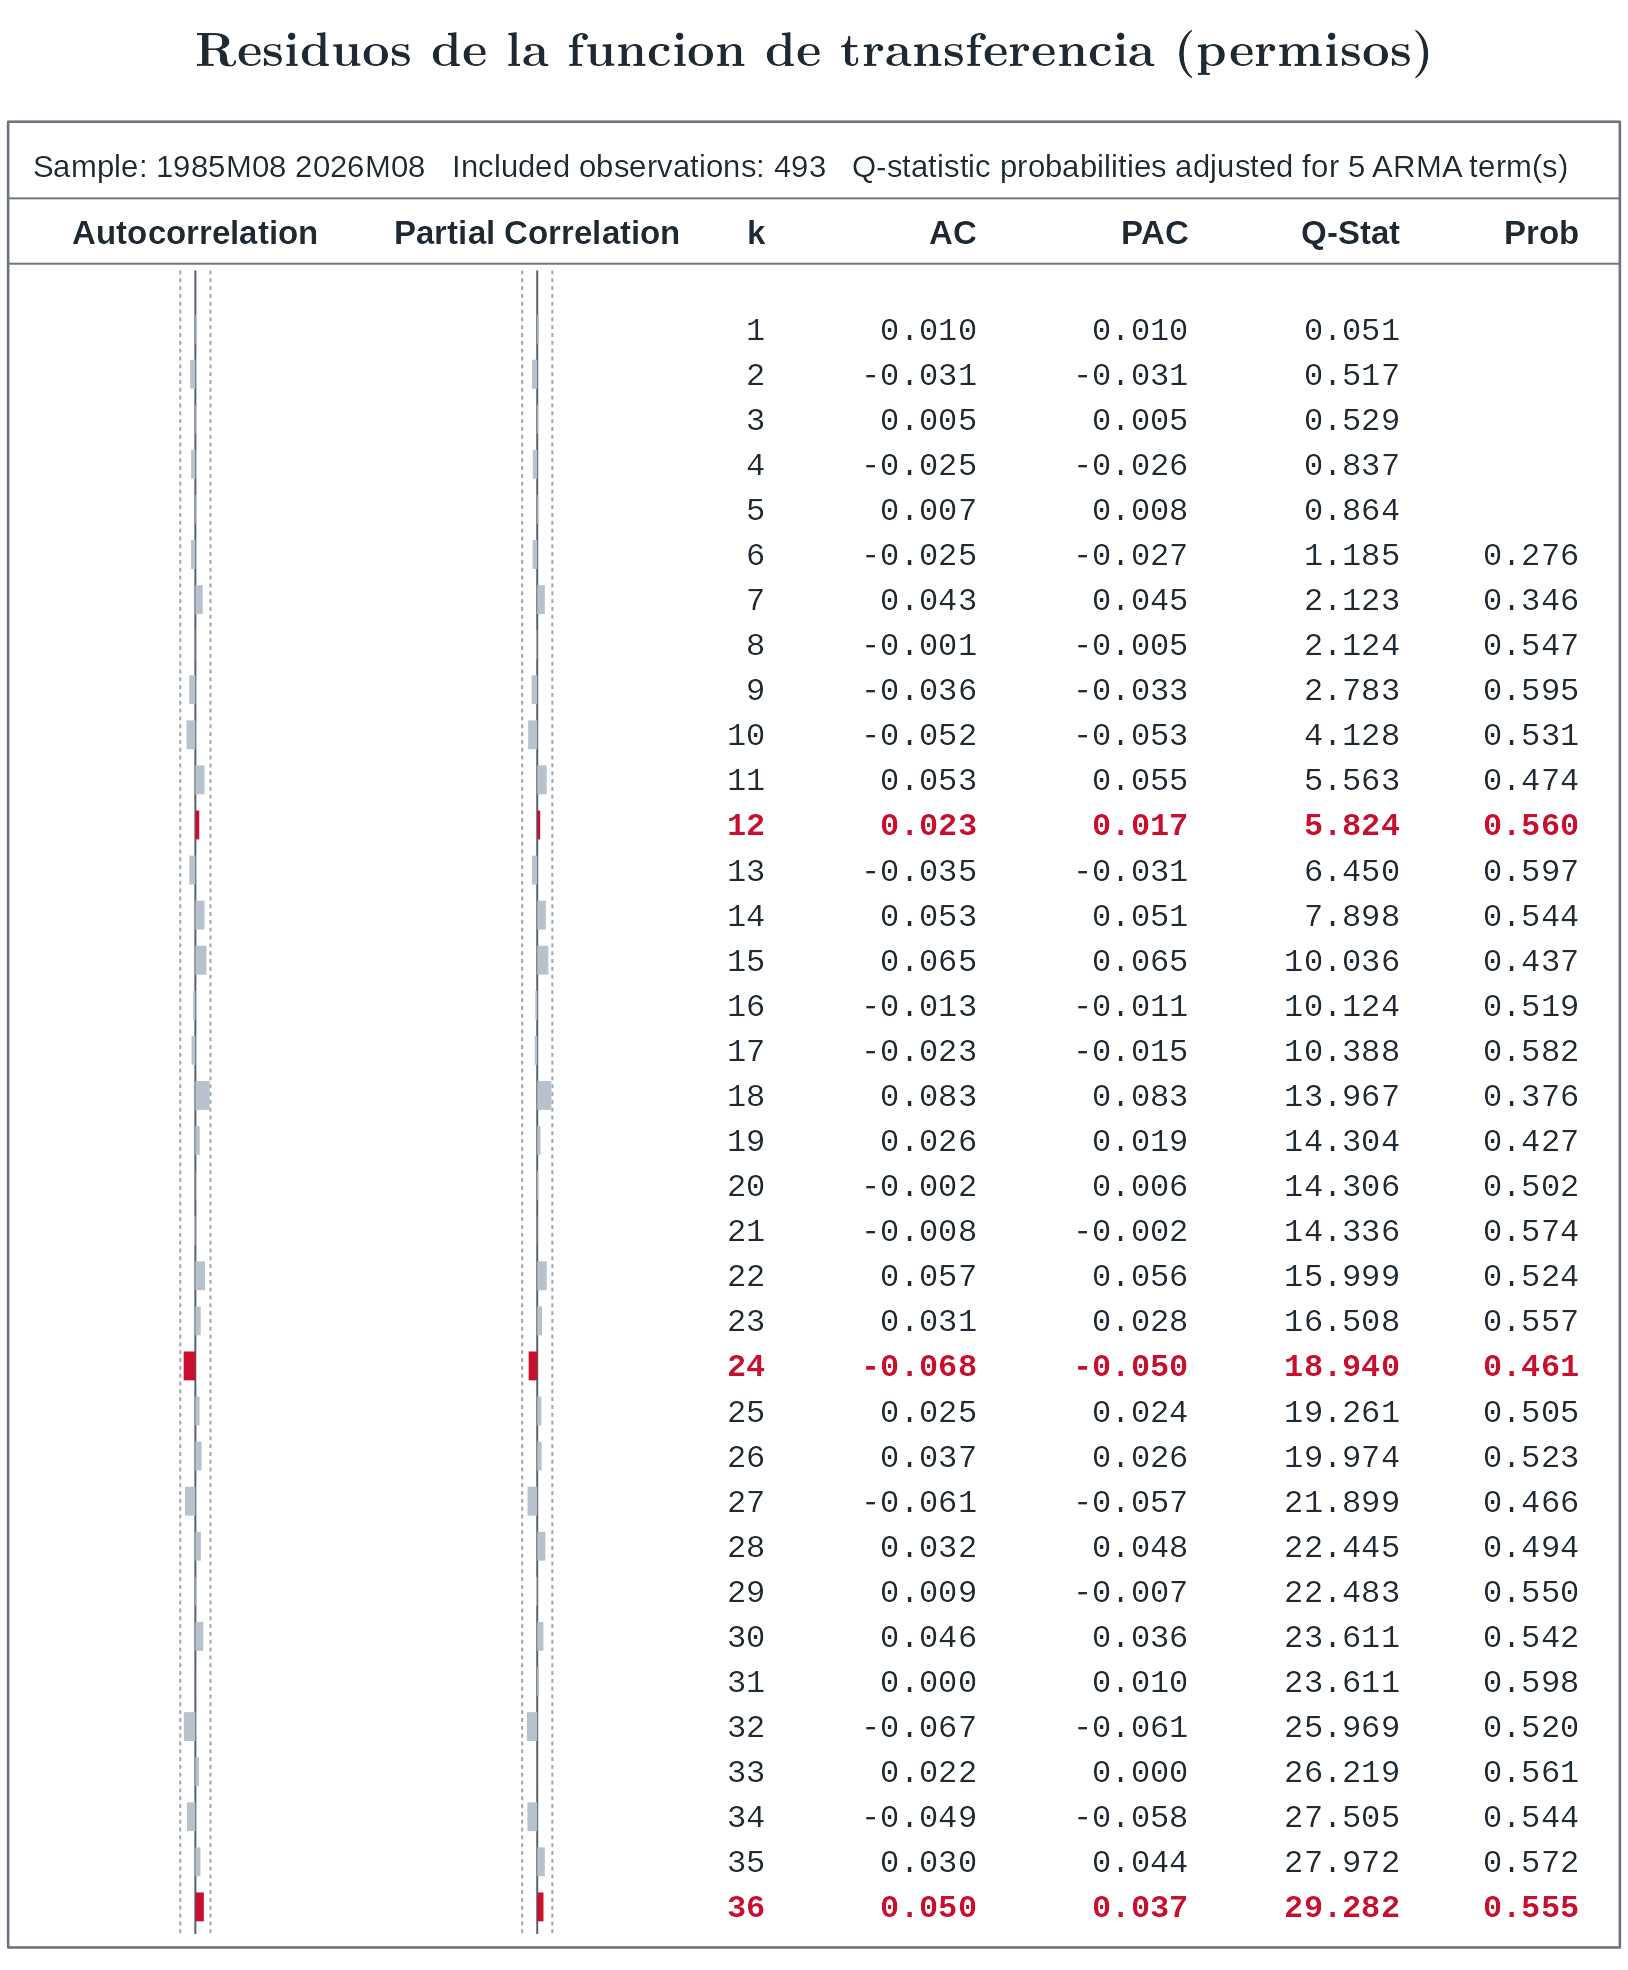 Residuos de la funcion de transferencia (permisos)
Sample: 1985M08 2026M08 Included observations: 493 Q-statistic probabilities adjusted for 5 ARMA term(s)
Autocorrelation Partial Correlation k AC PAC Q-Stat Prob
1 0.010 0.010 0.051
2 -0.031 -0.031 0.517
3 0.005 0.005 0.529
4 -0.025 -0.026 0.837
5 0.007 0.008 0.864
6 -0.025 -0.027 1.185 0.276
7 0.043 0.045 2.123 0.346
8 -0.001 -0.005 2.124 0.547
9 -0.036 -0.033 2.783 0.595
10 -0.052 -0.053 4.128 0.531
11 0.053 0.055 5.563 0.474
12 0.023 0.017 5.824 0.560
13 -0.035 -0.031 6.450 0.597
14 0.053 0.051 7.898 0.544
15 0.065 0.065 10.036 0.437
16 -0.013 -0.011 10.124 0.519
17 -0.023 -0.015 10.388 0.582
18 0.083 0.083 13.967 0.376
19 0.026 0.019 14.304 0.427
20 -0.002 0.006 14.306 0.502
21 -0.008 -0.002 14.336 0.574
22 0.057 0.056 15.999 0.524
23 0.031 0.028 16.508 0.557
24 -0.068 -0.050 18.940 0.461
25 0.025 0.024 19.261 0.505
26 0.037 0.026 19.974 0.523
27 -0.061 -0.057 21.899 0.466
28 0.032 0.048 22.445 0.494
29 0.009 -0.007 22.483 0.550
30 0.046 0.036 23.611 0.542
31 0.000 0.010 23.611 0.598
32 -0.067 -0.061 25.969 0.520
33 0.022 0.000 26.219 0.561
34 -0.049 -0.058 27.505 0.544
35 0.030 0.044 27.972 0.572
36 0.050 0.037 29.282 0.555